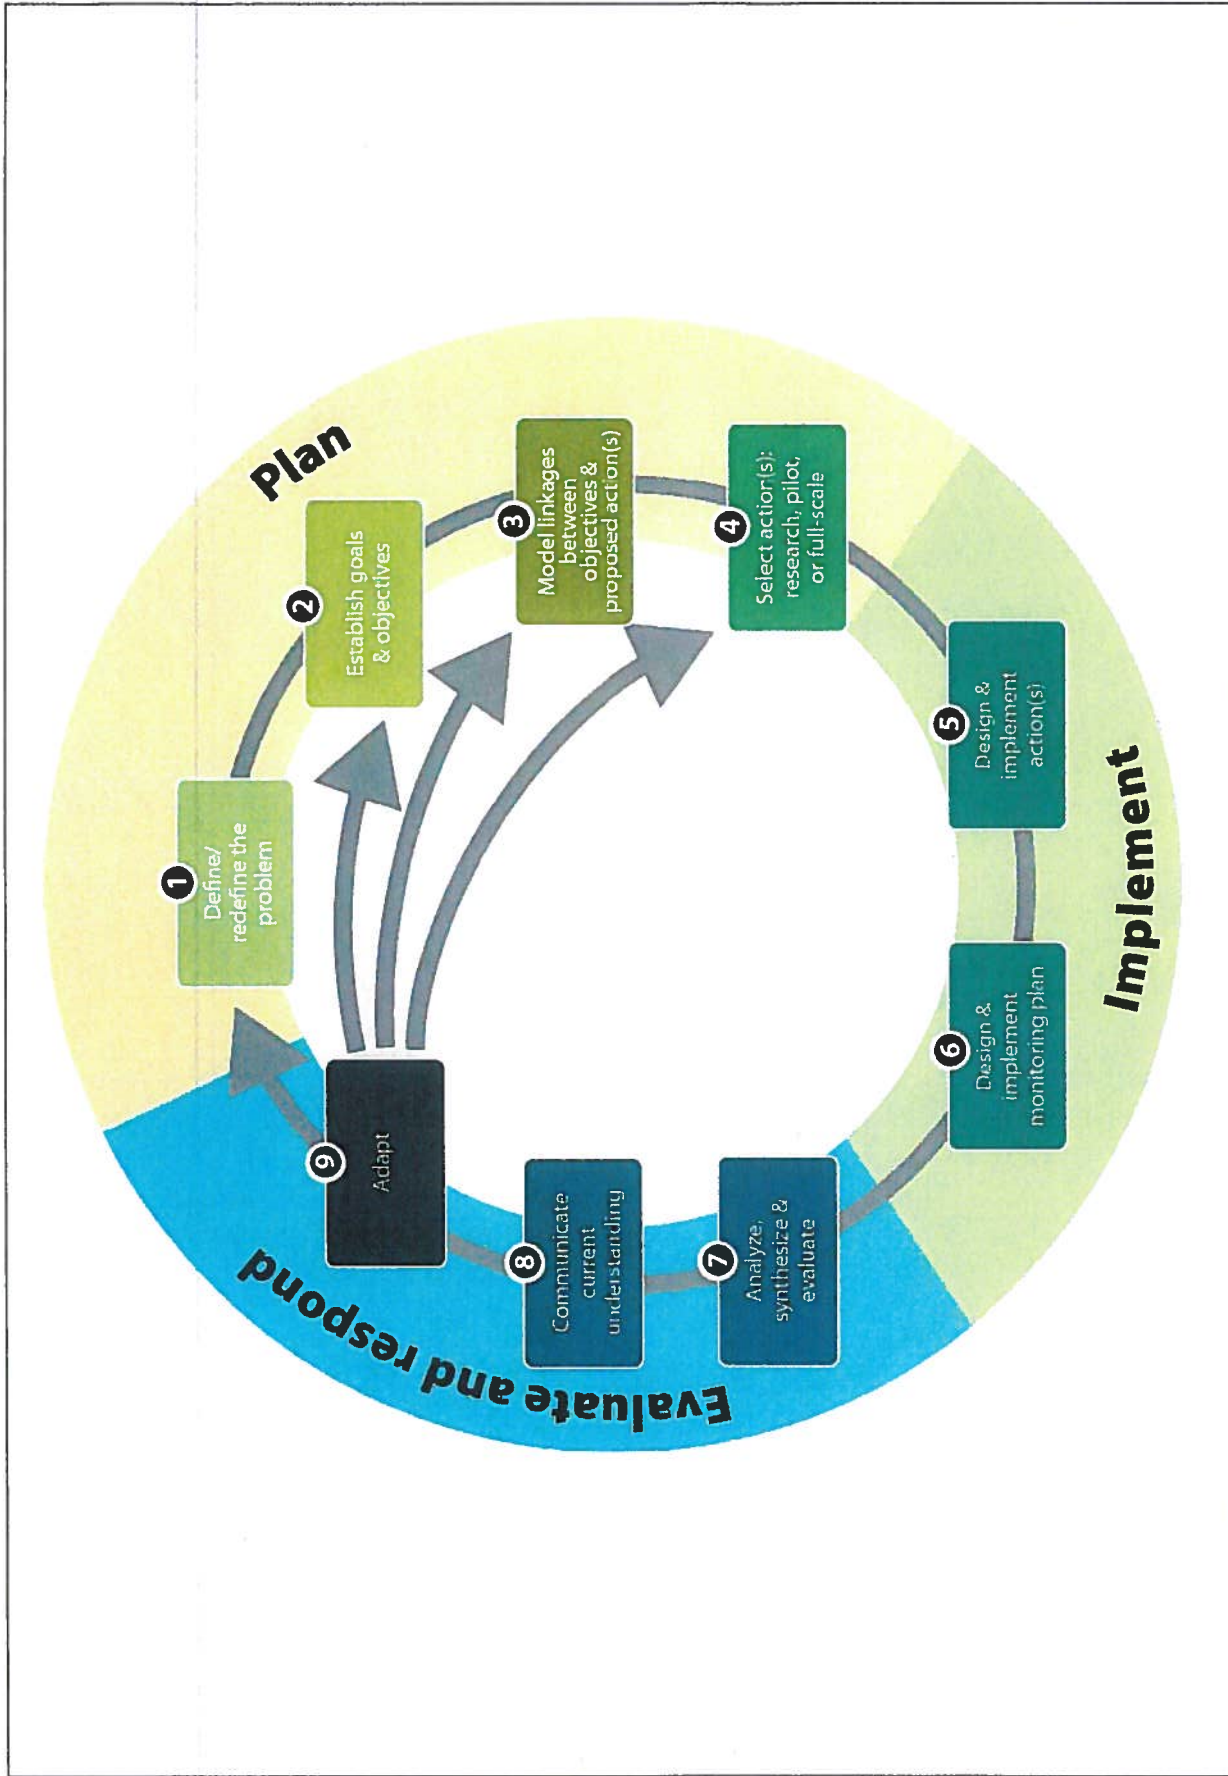 Plan
1
Define/
redefine the
problem
2
Establish goals
& objectives
3
Model linkages
between
objectives &
proposed action(s)
4
Select action(s):
research, pilot,
or full-scale
Implement
5
Design &
implement
action(s)
6
Design &
implement
monitoring plan
Evaluate and respond
7
Analyze,
synthesize &
evaluate
8
Communicate
current
understanding
9
Adapt